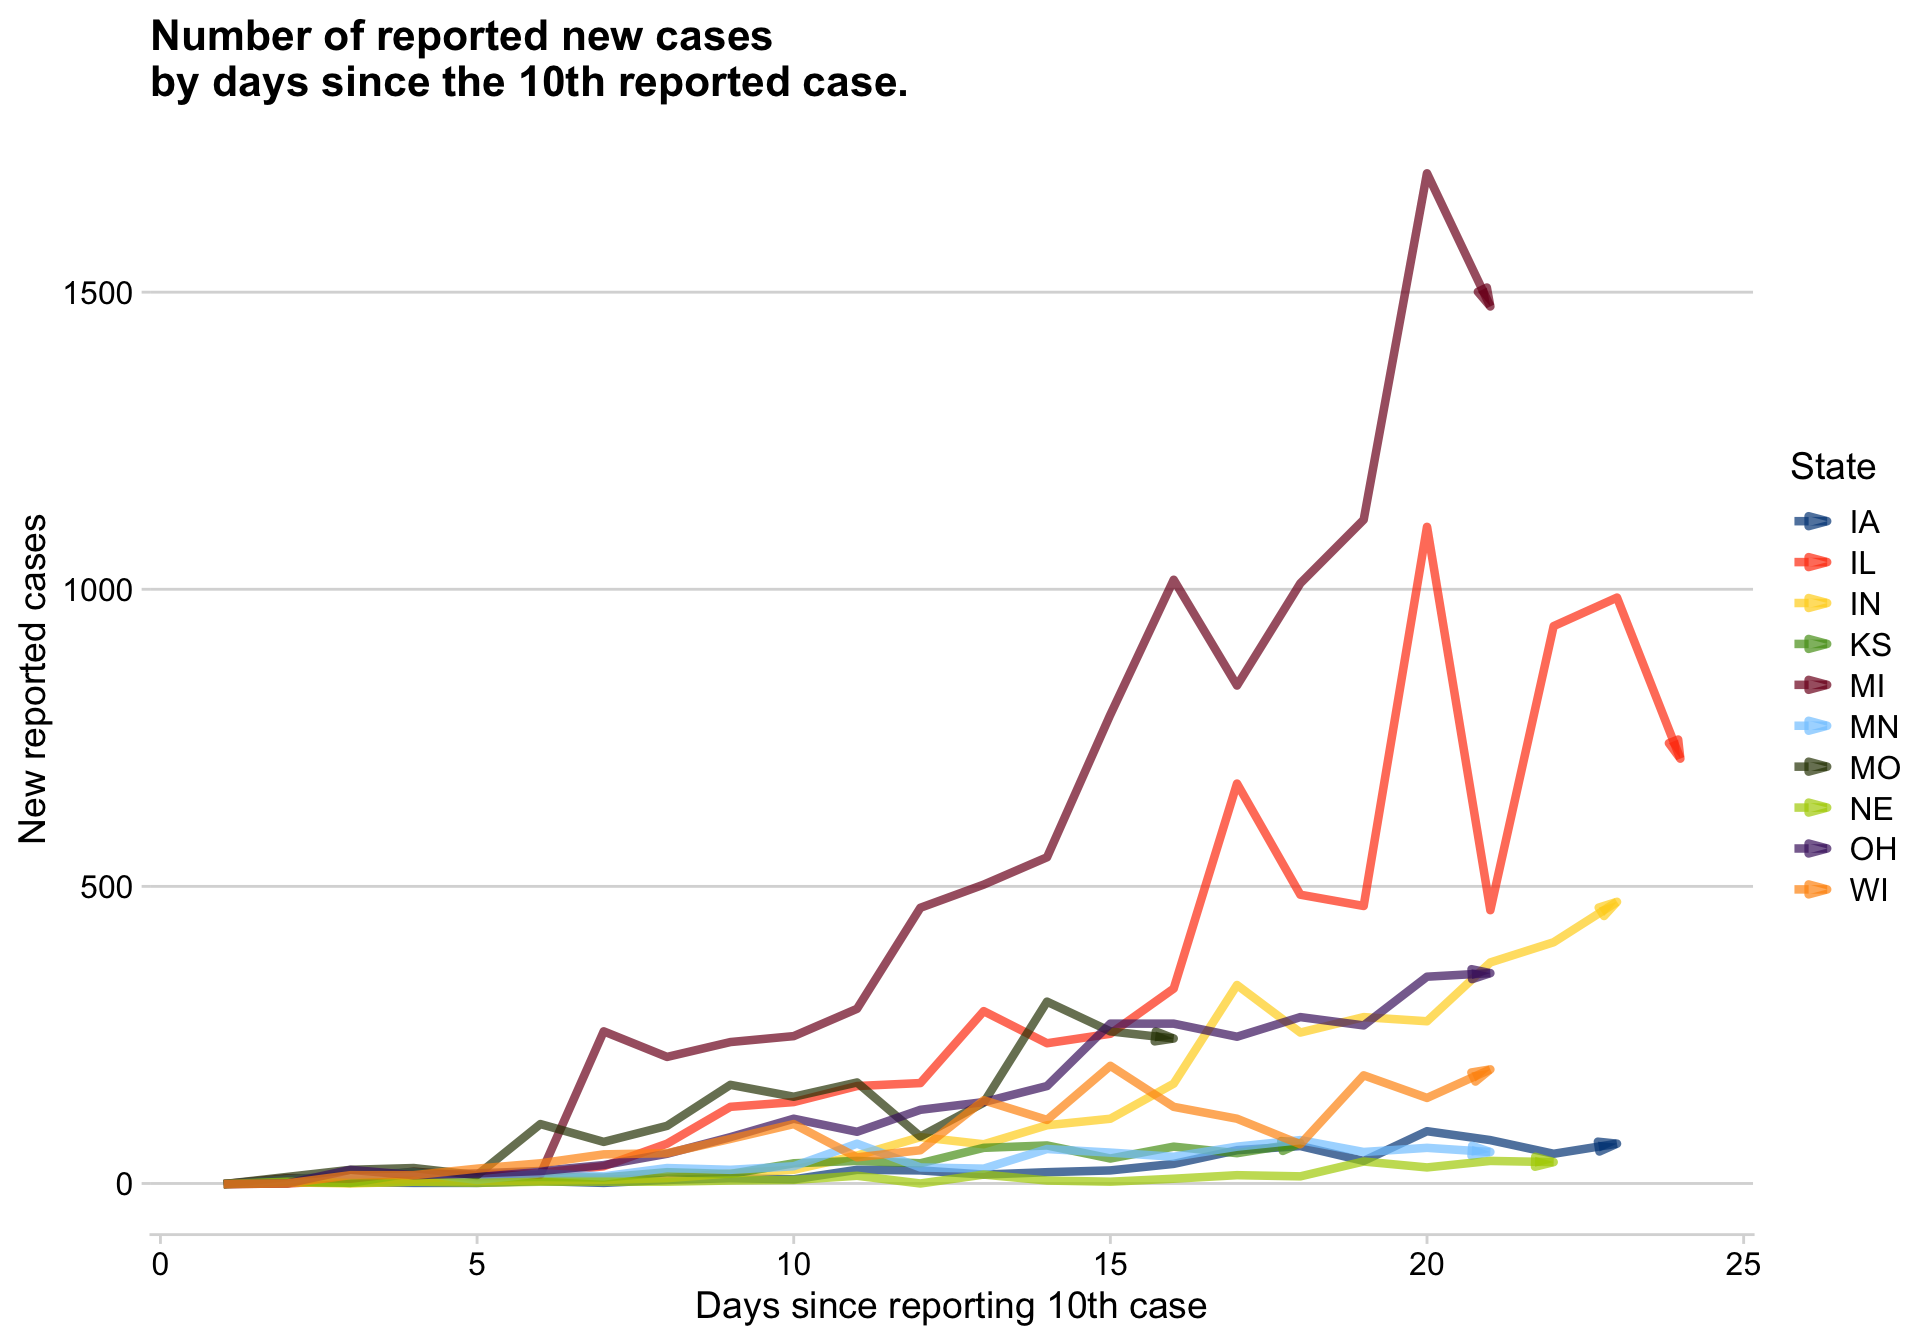 Number of reported new cases
by days since the 10th reported case.
New reported cases
1500
1000
500
0
0 5 10 15 20 25
Days since reporting 10th case
State
IA
IL
IN
KS
MI
MN
MO
NE
OH
WI